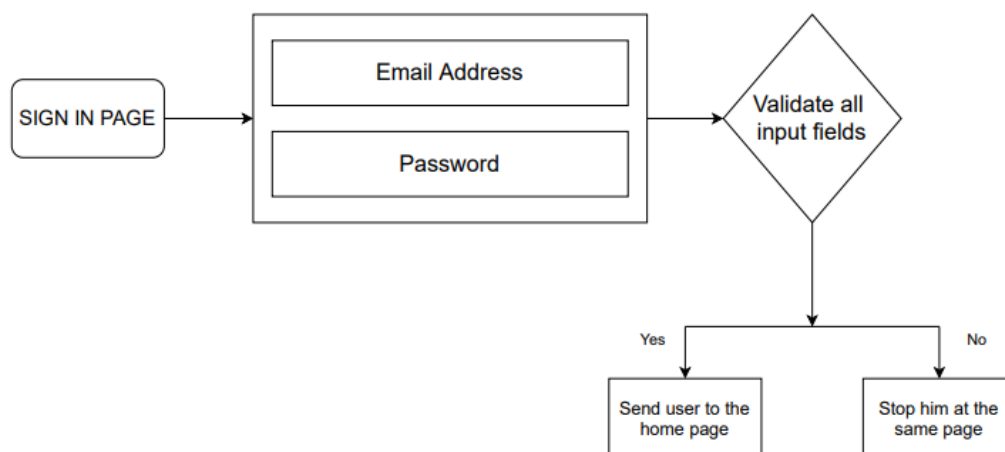 SIGN IN PAGE
Email Address
Password
Validate all
input fields
Yes
No
Send user to the
home page
Stop him at the
same page